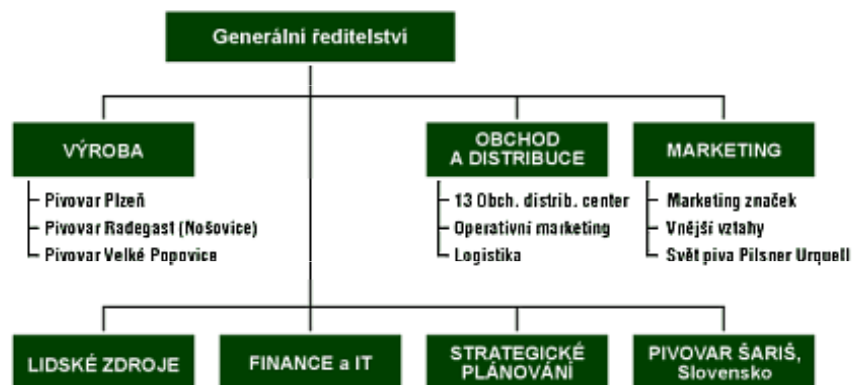 Generální ředitelství
VÝROBA
Pivovar Plzeň
Pivovar Radegast (Nošovice)
Pivovar Velké Popovice
OBCHOD
A DISTRIBUCE
13 Obch. distrib. center
Operativní marketing
Logistika
MARKETING
Marketing značek
Vnější vztahy
Svět piva Pilsner Urquell
LIDSKÉ ZDROJE
FINANCE a IT
STRATEGICKÉ
PLÁNOVÁNÍ
PIVOVAR ŠARIŠ,
Slovensko